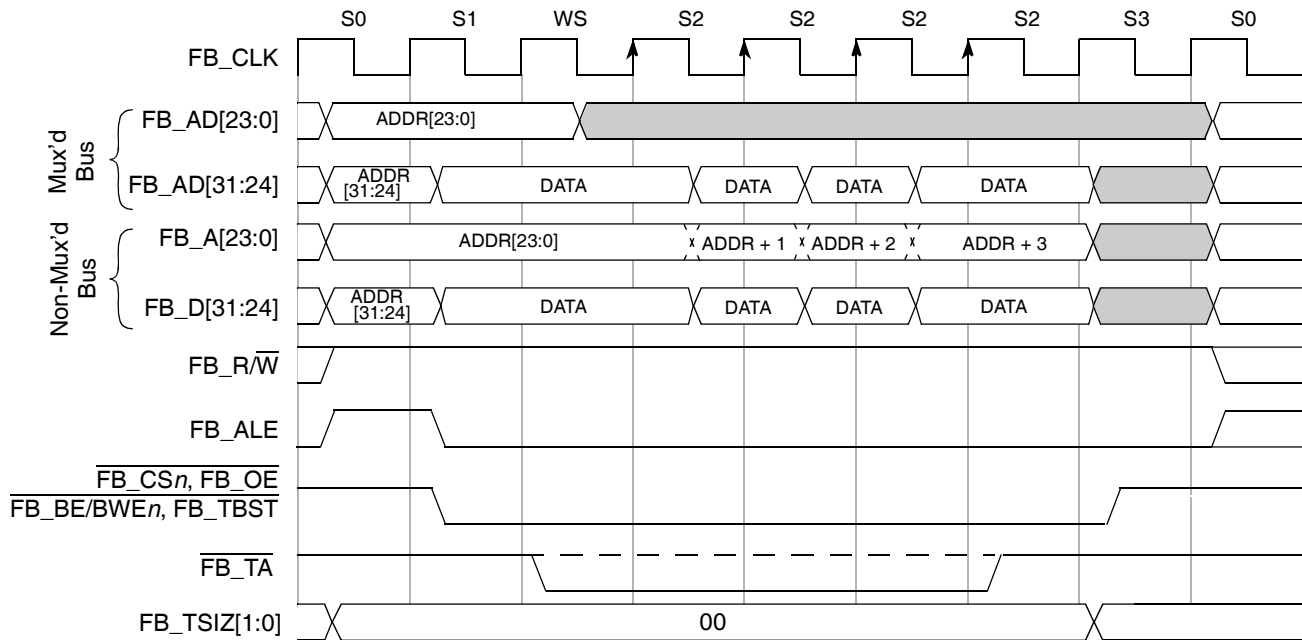 S0 S1 WS S2 S2 S2 S2 S3 S0
FB_CLK
Mux'd
Bus
FB_AD[23:0]
ADDR[23:0]
FB_AD[31:24]
ADDR
[31:24]
DATA DATA DATA DATA
Non-Mux'd
Bus
FB_A[23:0]
ADDR[23:0] ADDR + 1 ADDR + 2 ADDR + 3
FB_D[31:24]
ADDR
[31:24]
DATA DATA DATA DATA
FB_R/W
FB_ALE
FB_CSn, FB_OE
FB_BE/BWEn, FB_TBST
FB_TA
FB_TSIZ[1:0]
00